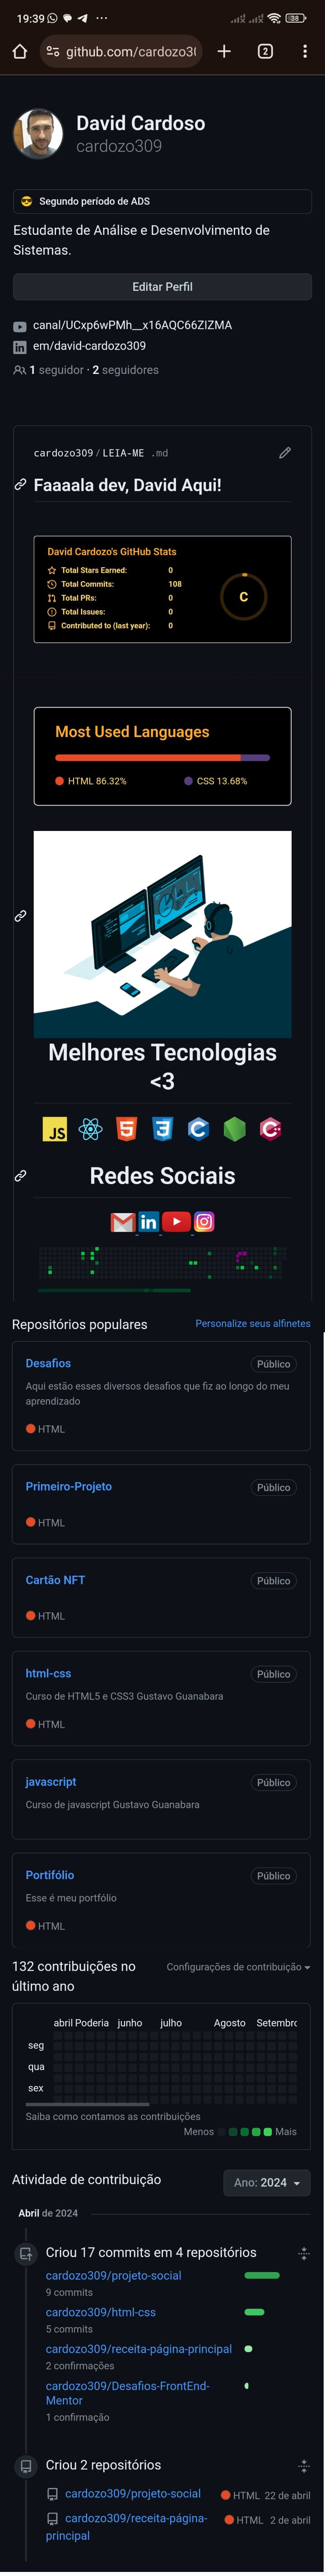 19:39
38
github.com/cardozo30
2
David Cardoso
cardozo309
😎 Segundo período de ADS
Estudante de Análise e Desenvolvimento de
Sistemas.
Editar Perfil
canal/UCxp6wPMh__x16AQC66ZIZMA
em/david-cardozo309
1 seguidor · 2 seguidores
cardozo309 / LEIA-ME .md
Faaaala dev, David Aqui!
David Cardozo's GitHub Stats
Total Stars Earned: 0
Total Commits: 108
Total PRs: 0
Total Issues: 0
Contributed to (last year): 0
C
Most Used Languages
HTML 86.32%
CSS 13.68%
Melhores Tecnologias
<3
JS
Redes Sociais
Repositórios populares
Personalize seus alfinetes
Desafios
Público
Aqui estão esses diversos desafios que fiz ao longo do meu
aprendizado
HTML
Primeiro-Projeto
Público
HTML
Cartão NFT
Público
HTML
html-css
Público
Curso de HTML5 e CSS3 Gustavo Guanabara
HTML
javascript
Público
Curso de javascript Gustavo Guanabara
Portifólio
Público
Esse é meu portfólio
HTML
132 contribuições no
último ano
Configurações de contribuição
abril Poderia junho julho Agosto Setembro
seg
qua
sex
Saiba como contamos as contribuições
Menos
Mais
Atividade de contribuição
Ano: 2024
Abril de 2024
Criou 17 commits em 4 repositórios
cardozo309/projeto-social
9 commits
cardozo309/html-css
5 commits
cardozo309/receita-página-principal
2 confirmações
cardozo309/Desafios-FrontEnd-
Mentor
1 confirmação
Criou 2 repositórios
cardozo309/projeto-social
HTML 22 de abril
cardozo309/receita-página-
principal
HTML 2 de abril